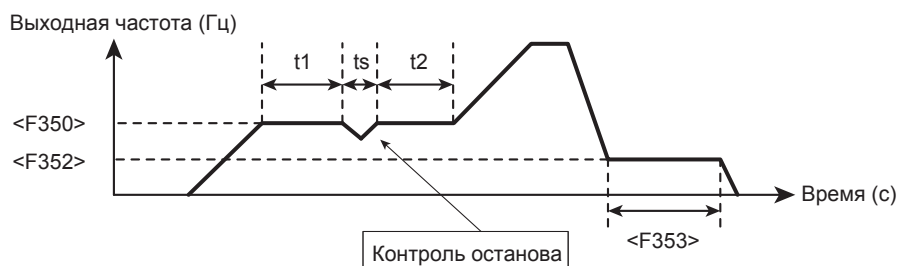 Выходная частота (Гц)
t1
ts
t2
<F350>
<F352>
Время (с)
<F353>
Контроль останова